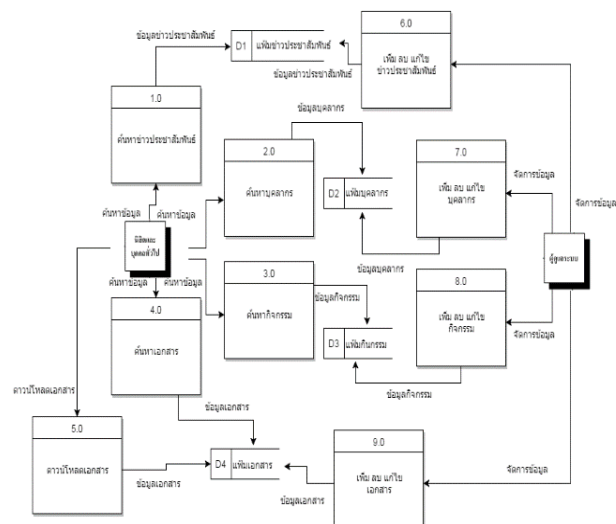 ข้อมูลข่าวประชาสัมพันธ์
D1 แฟ้มข่าวประชาสัมพันธ์
ข้อมูลข่าวประชาสัมพันธ์
6.0
เพิ่ม ลบ แก้ไข
ข่าวประชาสัมพันธ์
1.0
ค้นหาข่าวประชาสัมพันธ์
ข้อมูลบุคลากร
2.0
ค้นหาบุคลากร
D2 แฟ้มบุคลากร
7.0
เพิ่ม ลบ แก้ไข
บุคลากร
จัดการข้อมูล
จัดการข้อมูล
ค้นหาข้อมูล
ค้นหาข้อมูล
นิสิตและ
บุคคลทั่วไป
ข้อมูลบุคลากร
ผู้ดูแลระบบ
ค้นหาข้อมูล
ค้นหาข้อมูล
3.0
ค้นหากิจกรรม
ข้อมูลกิจกรรม
8.0
เพิ่ม ลบ แก้ไข
กิจกรรม
จัดการข้อมูล
4.0
ค้นหาเอกสาร
D3 แฟ้มกินกรรม
ข้อมูลกิจกรรม
ดาวน์โหลดเอกสาร
ข้อมูลเอกสาร
5.0
ดาวน์โหลดเอกสาร
D4 แฟ้มเอกสาร
ข้อมูลเอกสาร
ข้อมูลเอกสาร
9.0
เพิ่ม ลบ แก้ไข
เอกสาร
จัดการข้อมูล